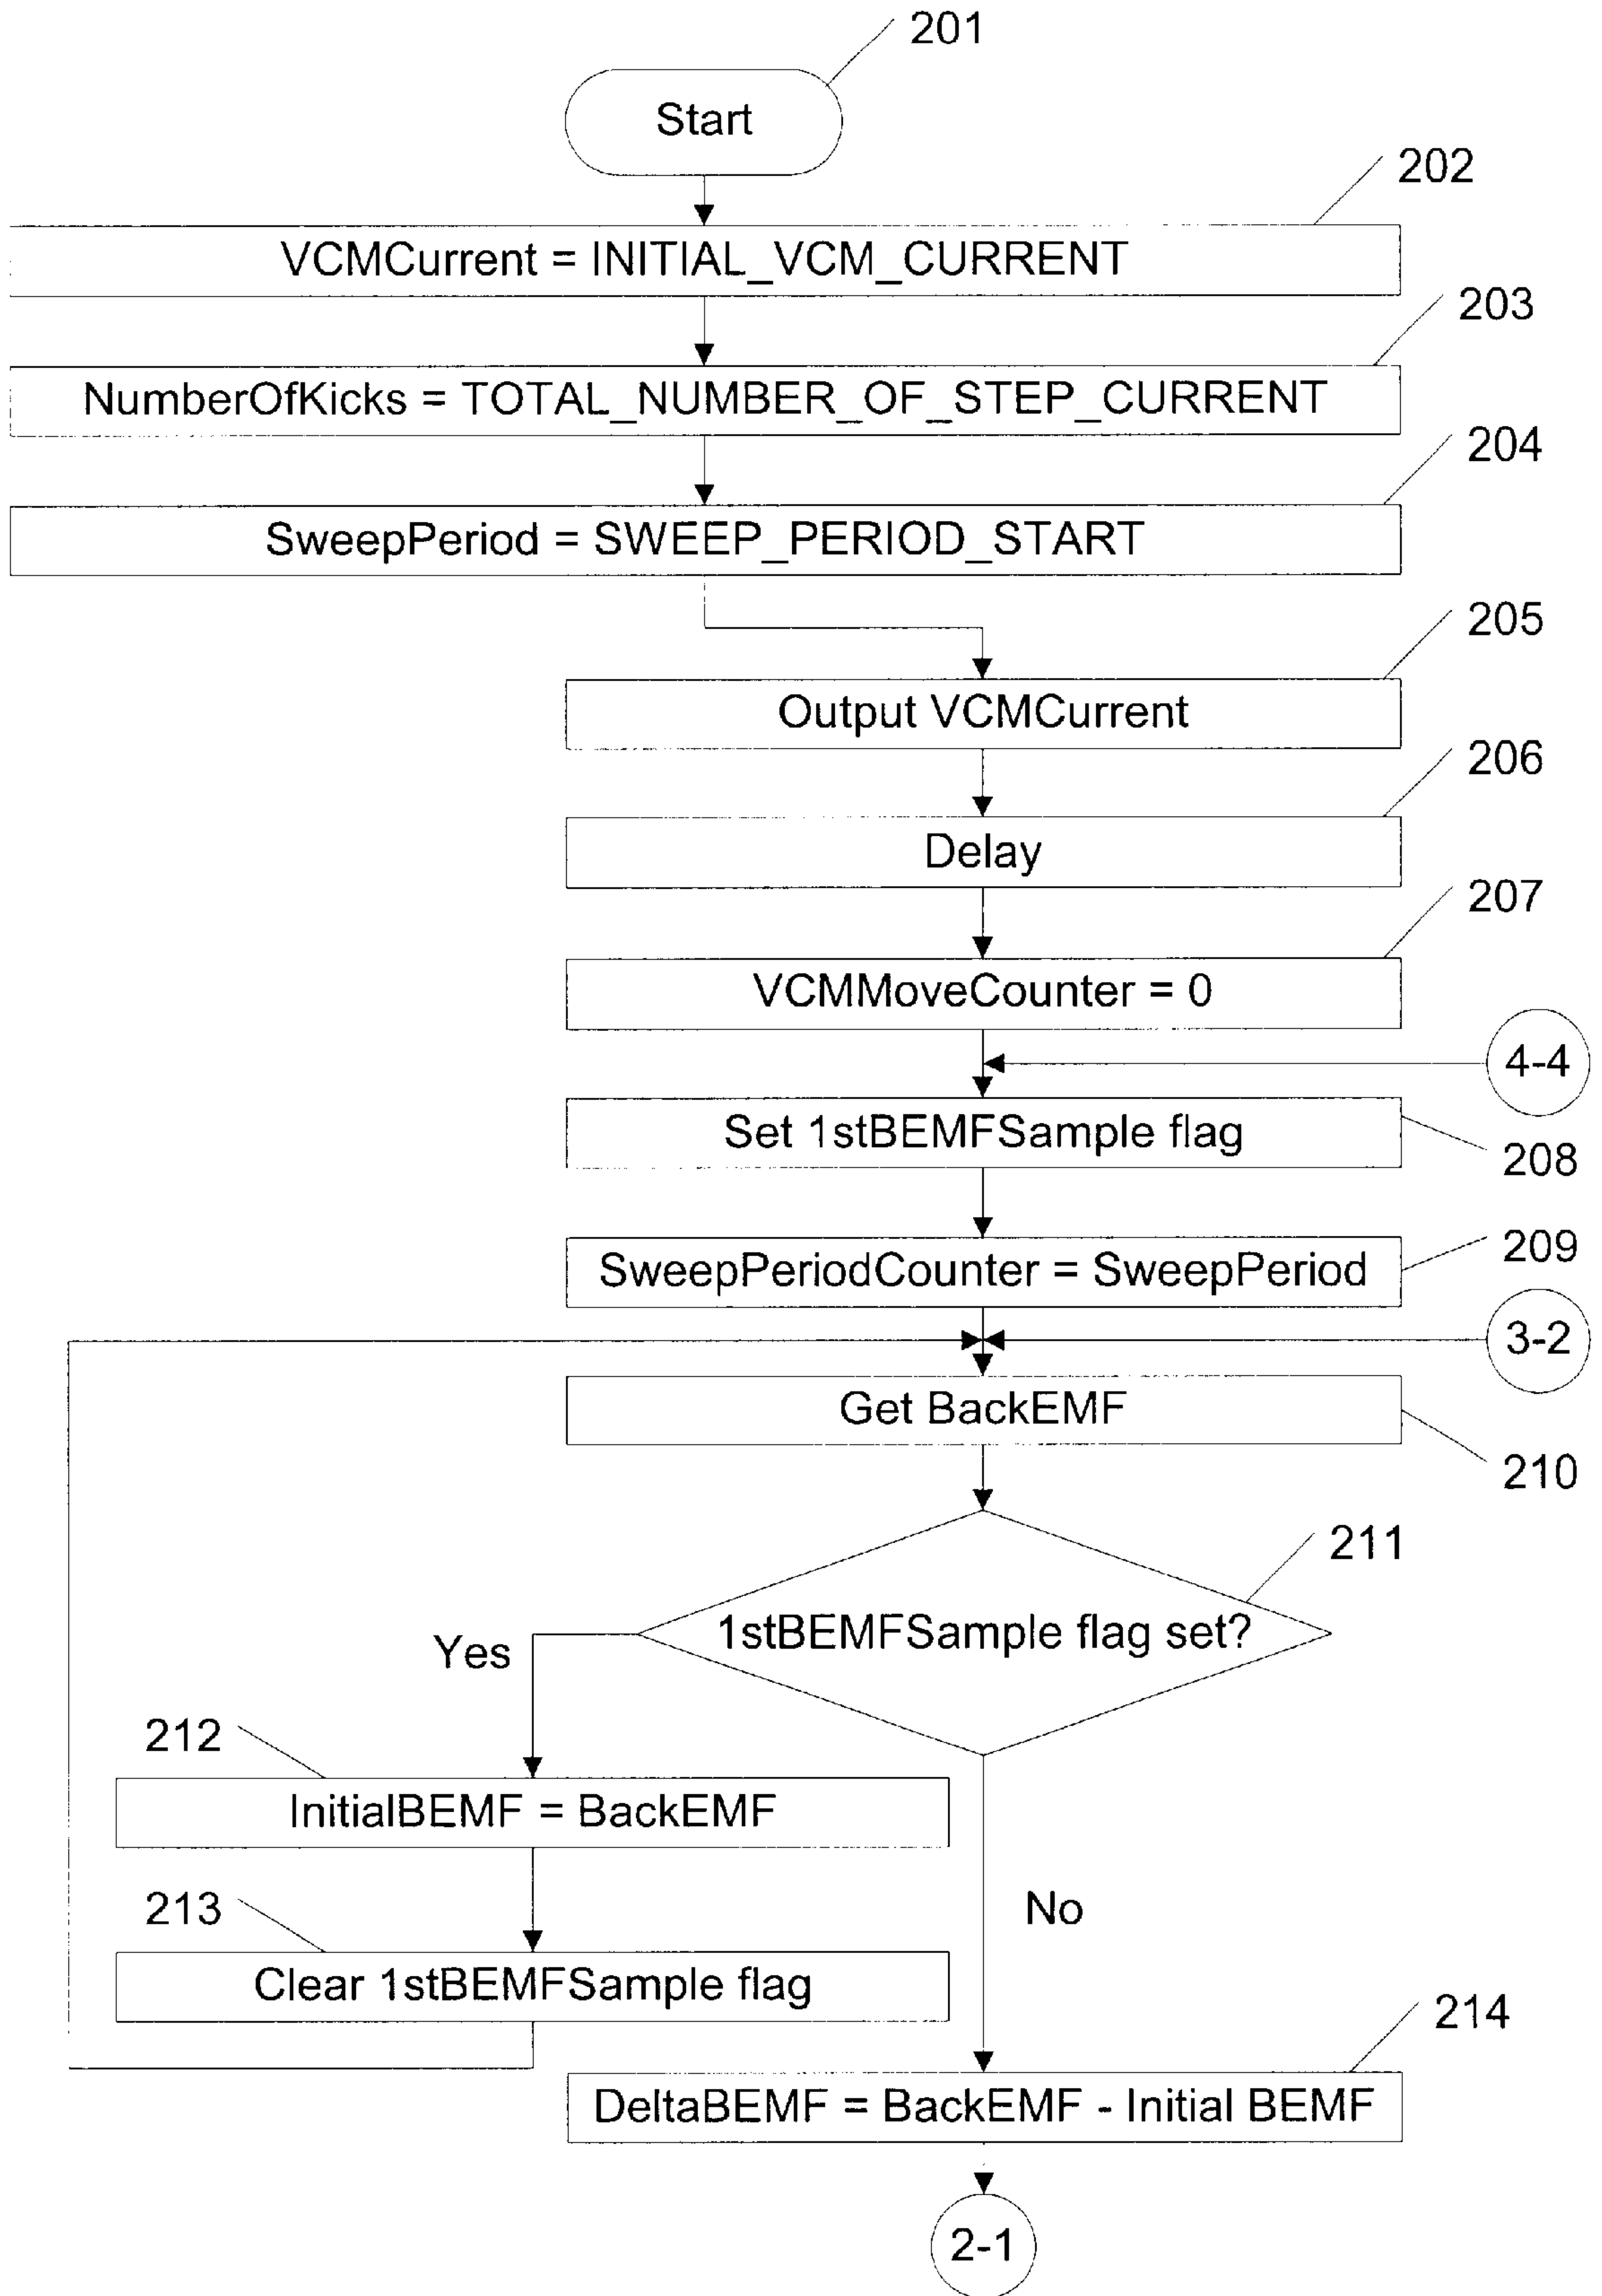 201
Start
202
VCMCurrent = INITIAL_VCM_CURRENT
203
NumberOfKicks = TOTAL_NUMBER_OF_STEP_CURRENT
204
SweepPeriod = SWEEP_PERIOD_START
205
Output VCMCurrent
206
Delay
207
VCMMoveCounter = 0
4-4
Set 1stBEMFSample flag
208
SweepPeriodCounter = SweepPeriod
209
3-2
Get BackEMF
210
211
1stBEMFSample flag set?
Yes
212
InitialBEMF = BackEMF
213
No
Clear 1stBEMFSample flag
214
DeltaBEMF = BackEMF - Initial BEMF
2-1